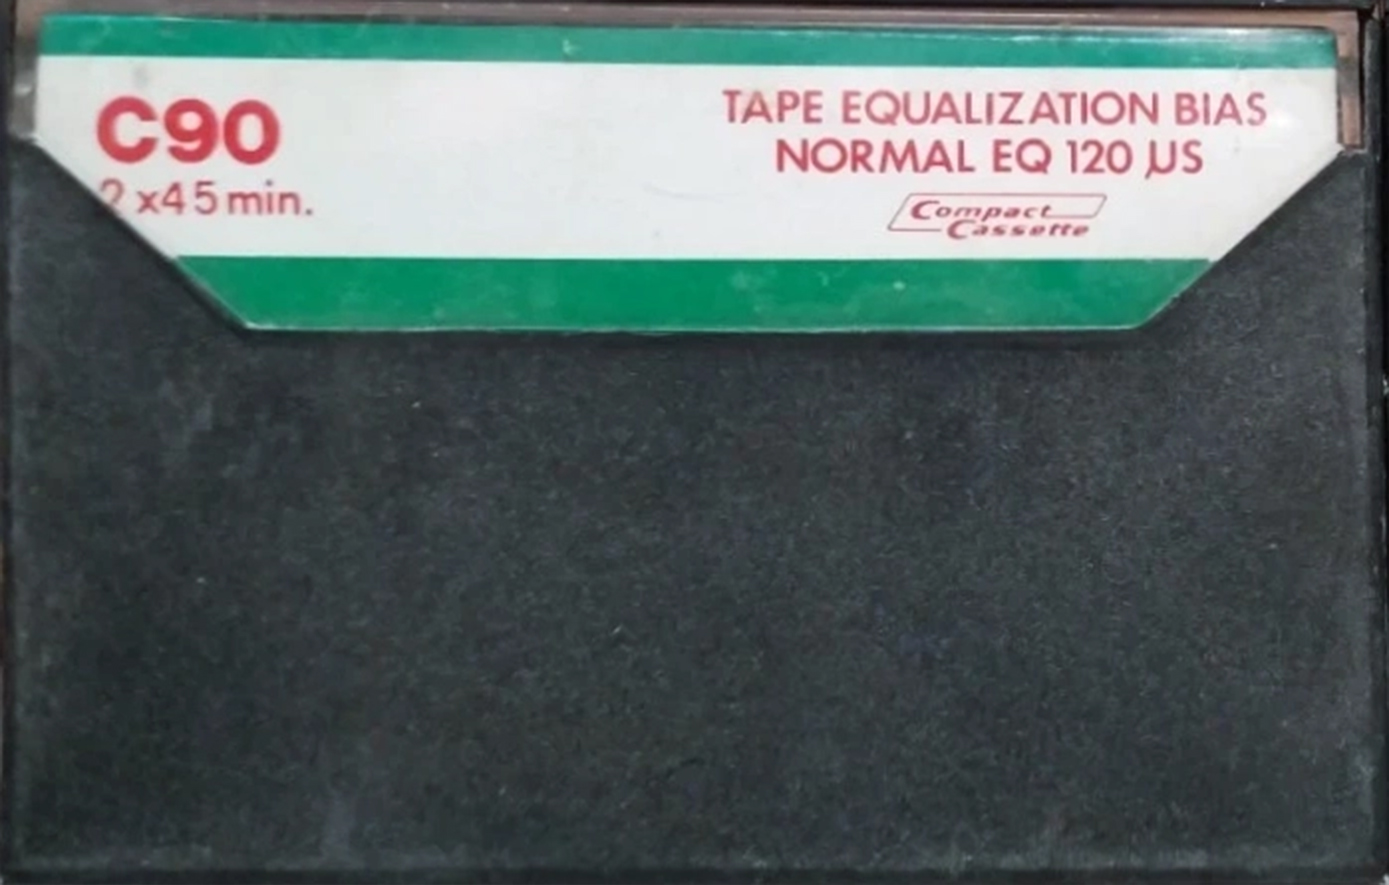 C90
2 x45 min.
TAPE EQUALIZATION BIAS
NORMAL EQ 120 µS
Compact
Cassette